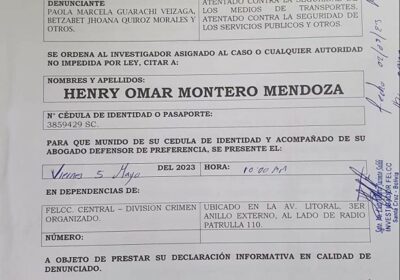 DENUNCIANTE
PAOLA MARCELA GUARACHI VEIZAGA,
BETZABET JHOANA QUIROZ MORALES Y
OTROS.
ATENTADO CONTRA LA SEGURIDAD DE
LOS MEDIOS DE TRANSPORTES.
ATENTADO CONTRA LA SEGURIDAD DE
LOS SERVICIOS PUBLICOS Y OTROS.
SE ORDENA AL INVESTIGADOR ASIGNADO AL CASO O CUALQUIER AUTORIDAD
NO IMPEDIDA POR LEY, CITAR A:
NOMBRES Y APELLIDOS:
HENRY OMAR MONTERO MENDOZA
N° CÉDULA DE IDENTIDAD O PASAPORTE:
3859429 SC.
PARA QUE MUNIDO DE SU CEDULA DE IDENTIDAD Y ACOMPAÑADO DE SU
ABOGADO DEFENSOR DE PREFERENCIA, SE PRESENTE EL:
Viernes 5 Mayo DEL 2023 HORA: 10:00 AM
EN DEPENDENCIAS DE:
FELCC. CENTRAL – DIVISIÓN CRIMEN
ORGANIZADO.
UBICADO EN LA AV. LITORAL, 3ER
ANILLO EXTERNO, AL LADO DE RADIO
PATRULLA 110.
NÚMERO:
A OBJETO DE PRESTAR SU DECLARACIÓN INFORMATIVA EN CALIDAD DE
DENUNCIADO.
INVESTIGADOR FELCC
Santa Cruz - Bolivia